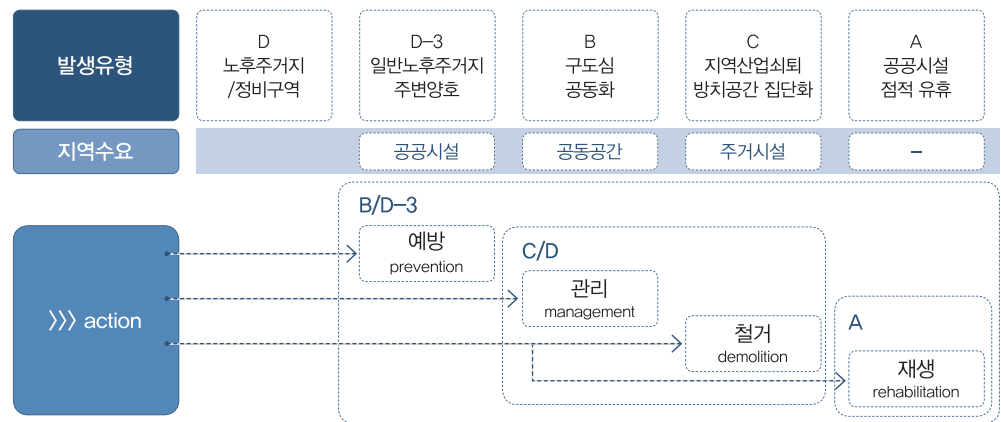 발생유형
D
노후주거지
/정비구역
D-3
일반노후주거지
주변양호
B
구도심
공동화
C
지역산업쇠퇴
방치공간 집단화
A
공공시설
점적 유휴
지역수요
공공시설
공동공간
주거시설
-
B/D-3
예방
prevention
C/D
관리
management
>>> action
철거
demolition
A
재생
rehabilitation